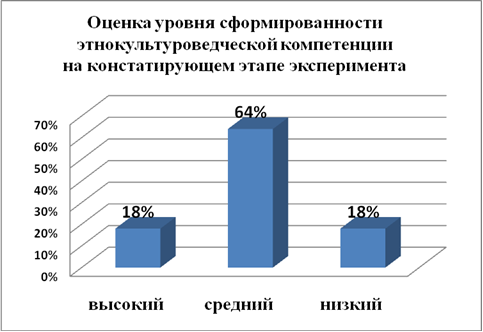 Оценка уровня сформированности
этнокультуроведческой компетенции
на констатирующем этапе эксперимента
70%
60%
50%
40%
30%
20%
10%
0%
18%
64%
18%
высокий средний низкий